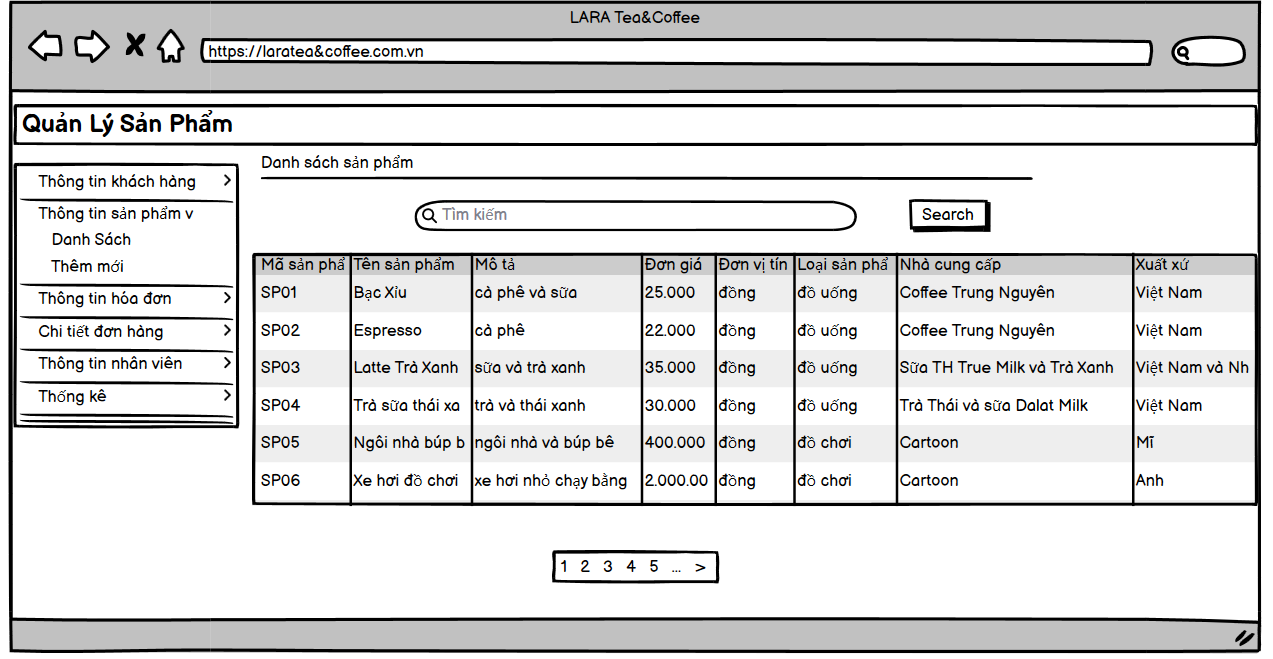 LARA Tea&Coffee
https://laratea&coffee.com.vn
Quản Lý Sản Phẩm
Thông tin khách hàng
Thông tin sản phẩm v
Danh Sách
Thêm mới
Thông tin hóa đơn
Chi tiết đơn hàng
Thông tin nhân viên
Thống kê
Danh sách sản phẩm
Tìm kiếm
Search
Mã sản phẩ Tên sản phẩm Mô tả Đơn giá Đơn vị tín Loại sản phẩ Nhà cung cấp Xuất xứ
SP01 Bạc Xỉu cà phê và sữa 25.000 đồng đồ uống Coffee Trung Nguyên Việt Nam
SP02 Espresso cà phê 22.000 đồng đồ uống Coffee Trung Nguyên Việt Nam
SP03 Latte Trà Xanh sữa và trà xanh 35.000 đồng đồ uống Sữa TH True Milk và Trà Xanh Việt Nam và Nh
SP04 Trà sữa thái xa trà và thái xanh 30.000 đồng đồ uống Trà Thái và sữa Dalat Milk Việt Nam
SP05 Ngôi nhà búp b ngôi nhà và búp bê 400.000 đồng đồ chơi Cartoon Mĩ
SP06 Xe hơi đồ chơi xe hơi nhỏ chạy bằng 2.000.00 đồng đồ chơi Cartoon Anh
1 2 3 4 5 ... >